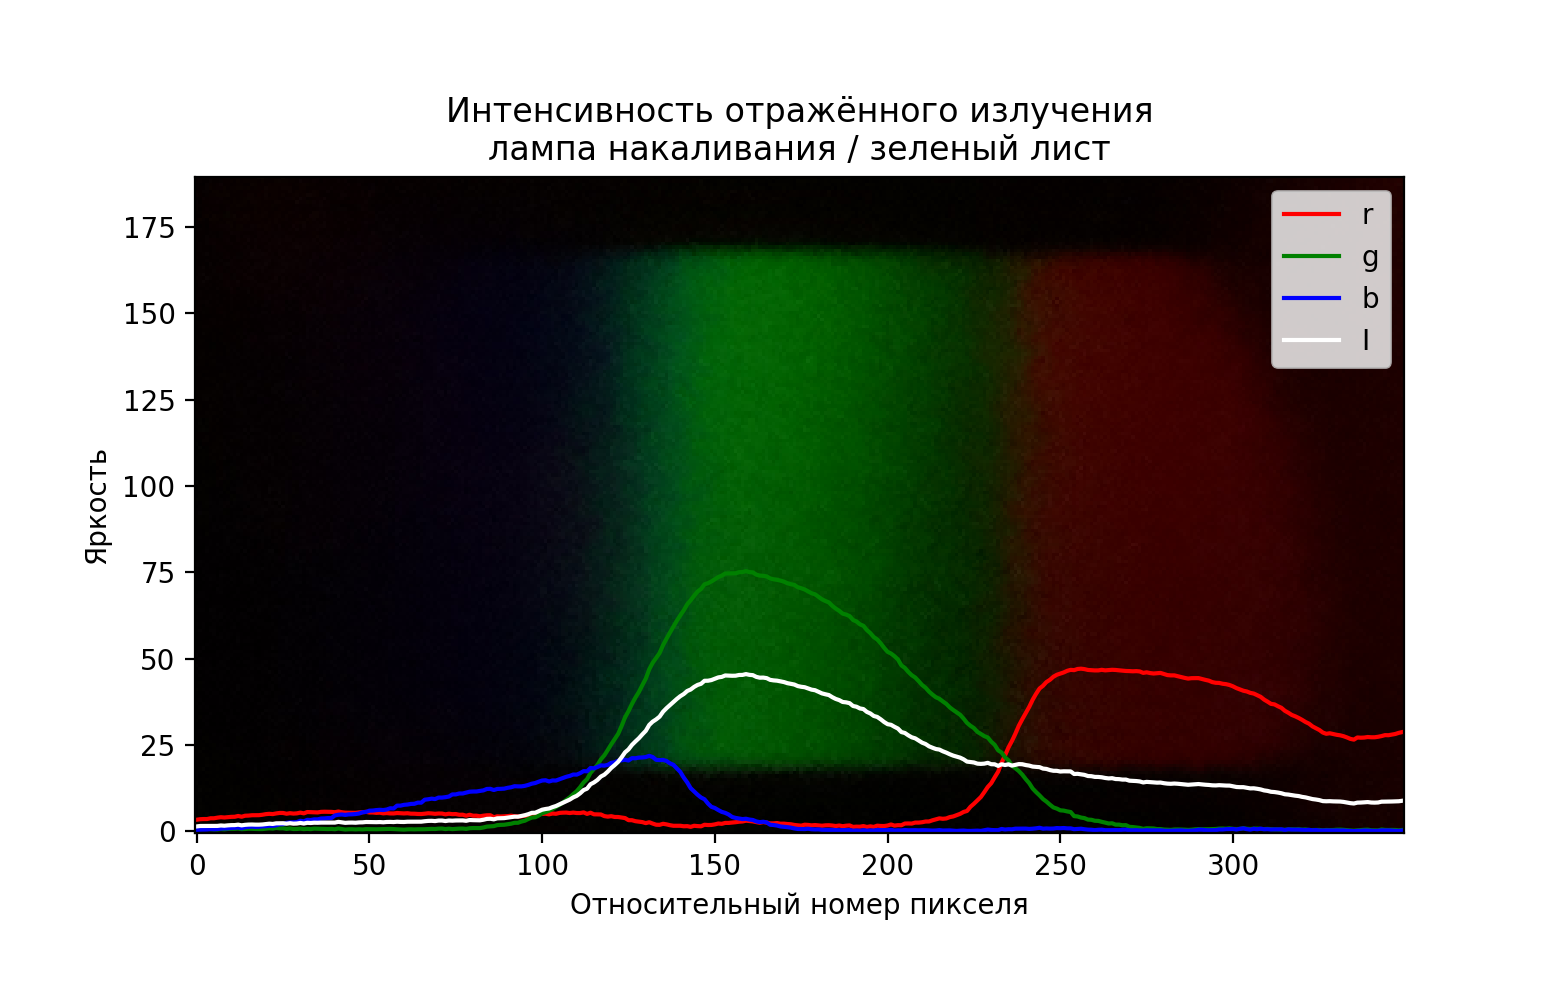 Интенсивность отражённого излучения
лампа накаливания / зеленый лист
r
g
b
l
175
150
125
100
75
50
25
0
Яркость
0 50 100 150 200 250 300
Относительный номер пикселя